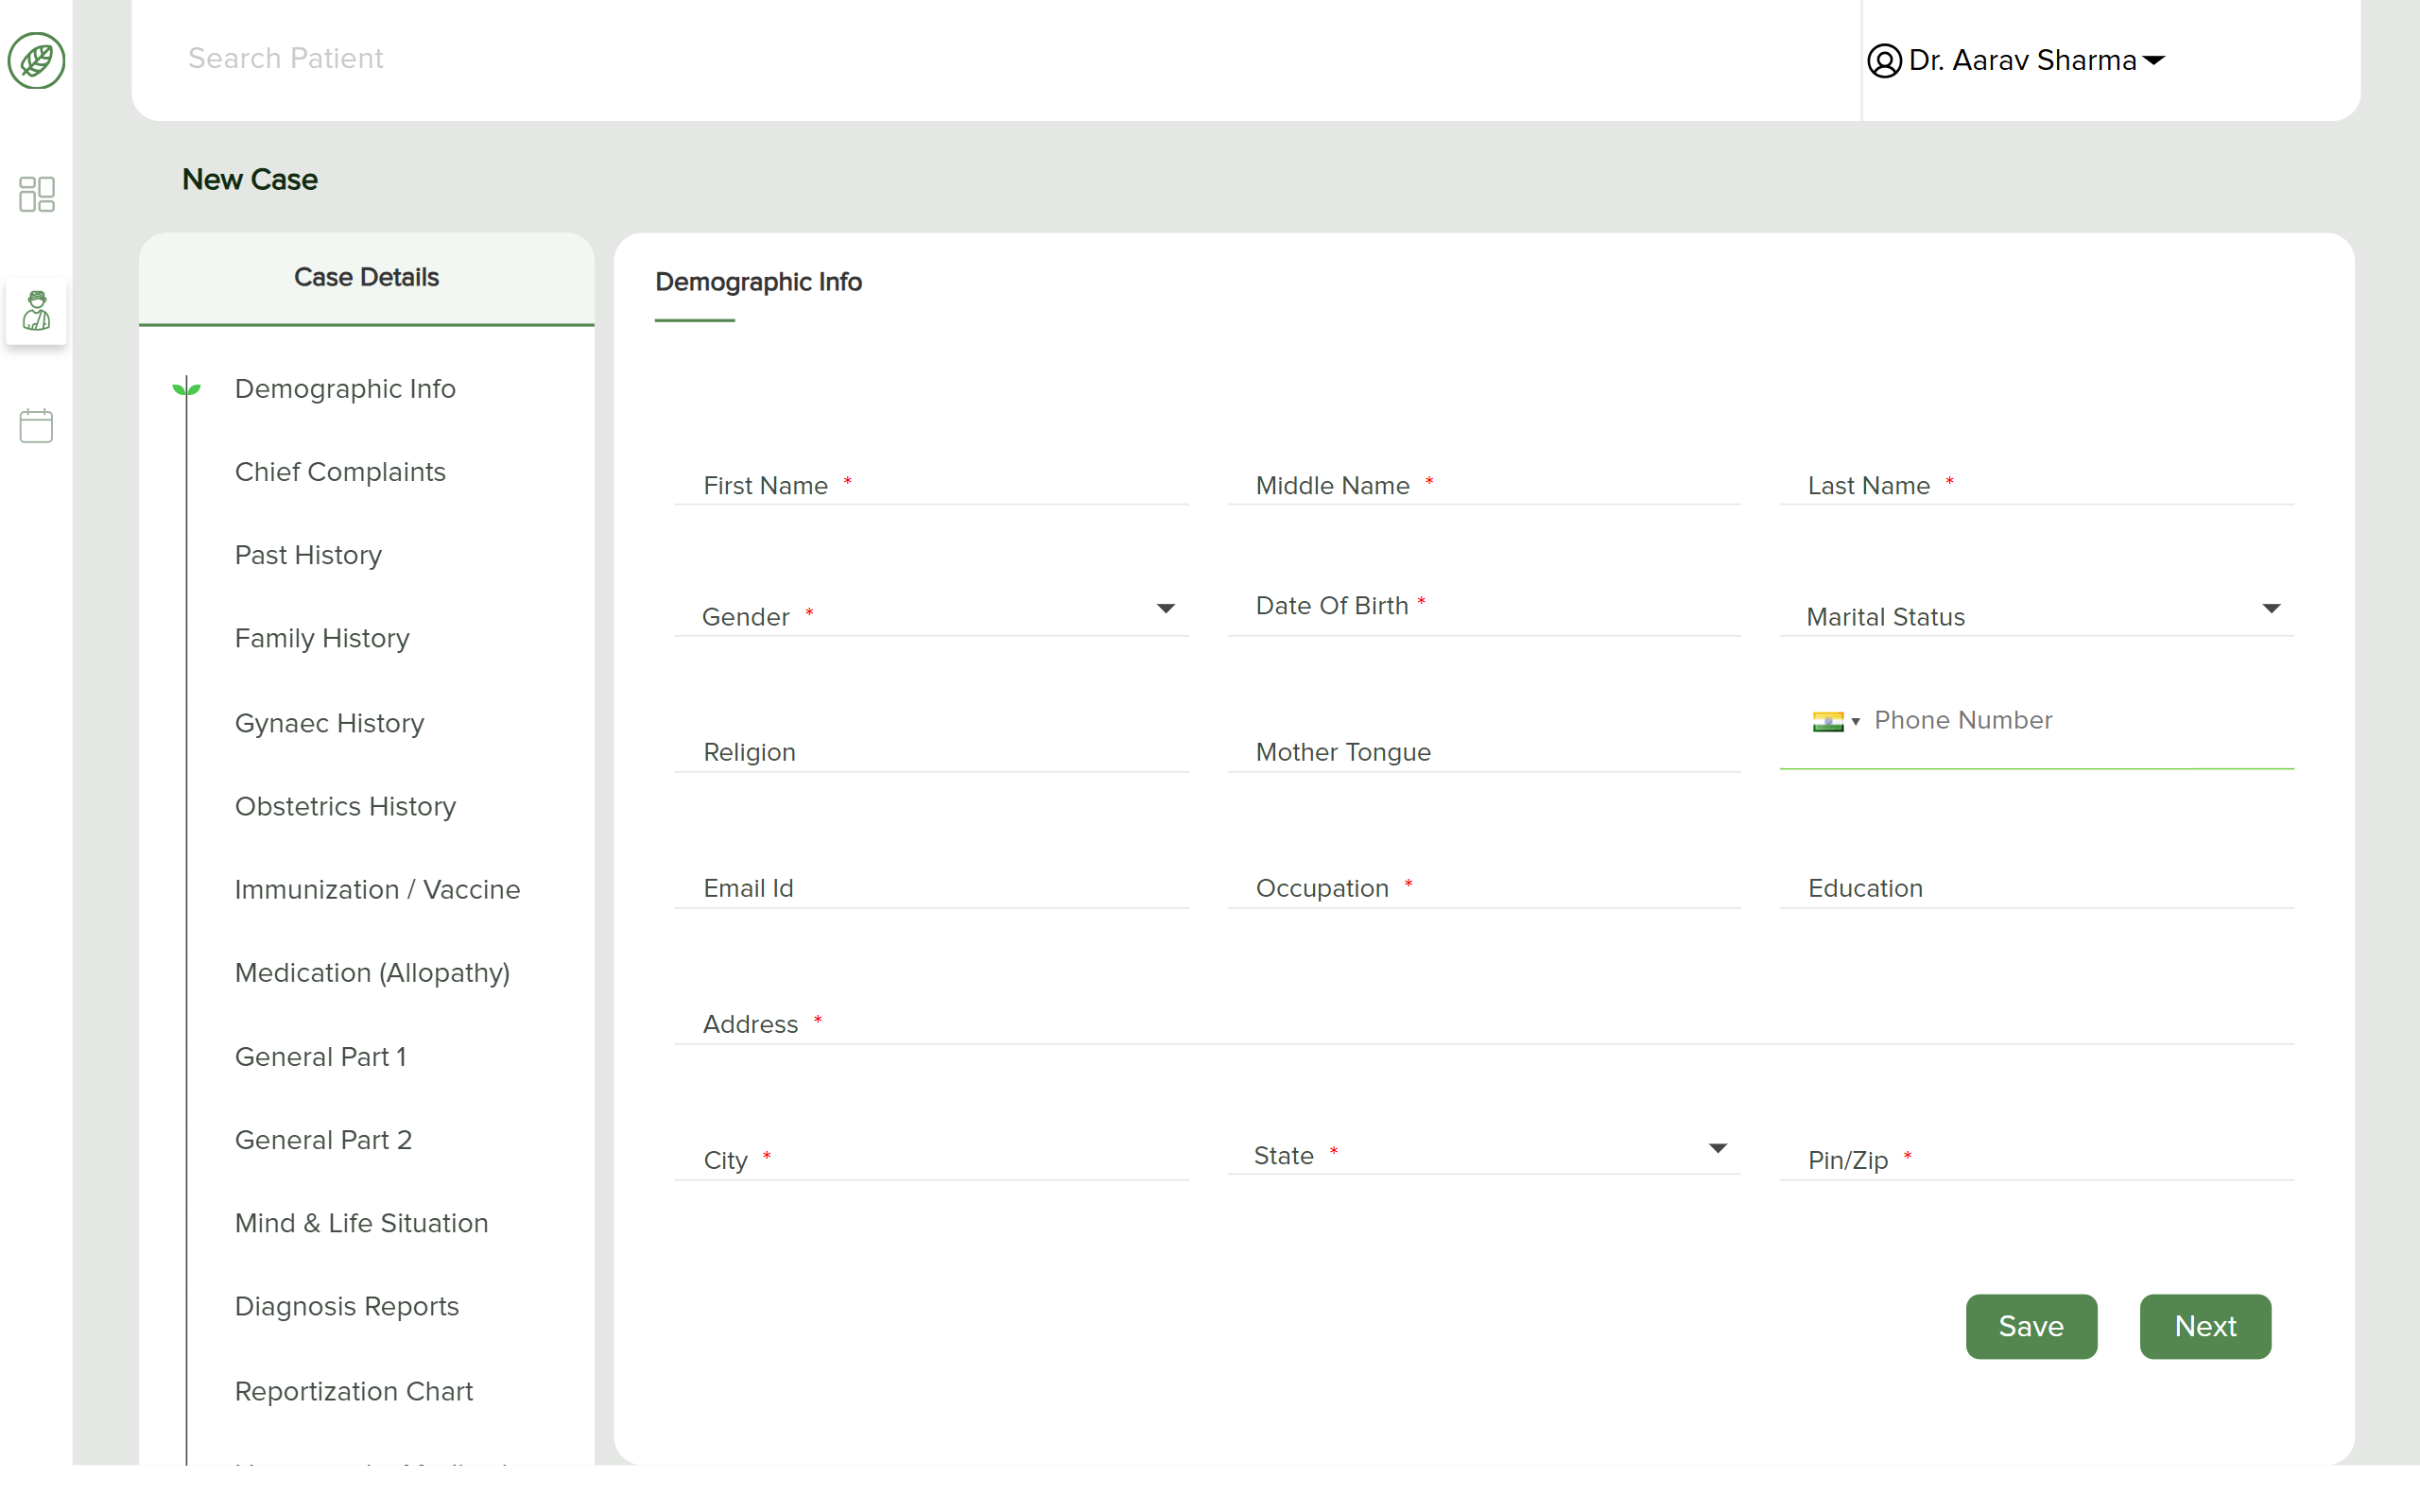 Search Patient
Dr. Aarav Sharma
New Case
Case Details
Demographic Info
Chief Complaints
Past History
Family History
Gynaec History
Obstetrics History
Immunization / Vaccine
Medication (Allopathy)
General Part 1
General Part 2
Mind & Life Situation
Diagnosis Reports
Reportization Chart
Demographic Info
First Name *
Middle Name *
Last Name *
Gender *
Date Of Birth *
Marital Status
Religion
Mother Tongue
Phone Number
Email Id
Occupation *
Education
Address *
City *
State *
Pin/Zip *
Save
Next